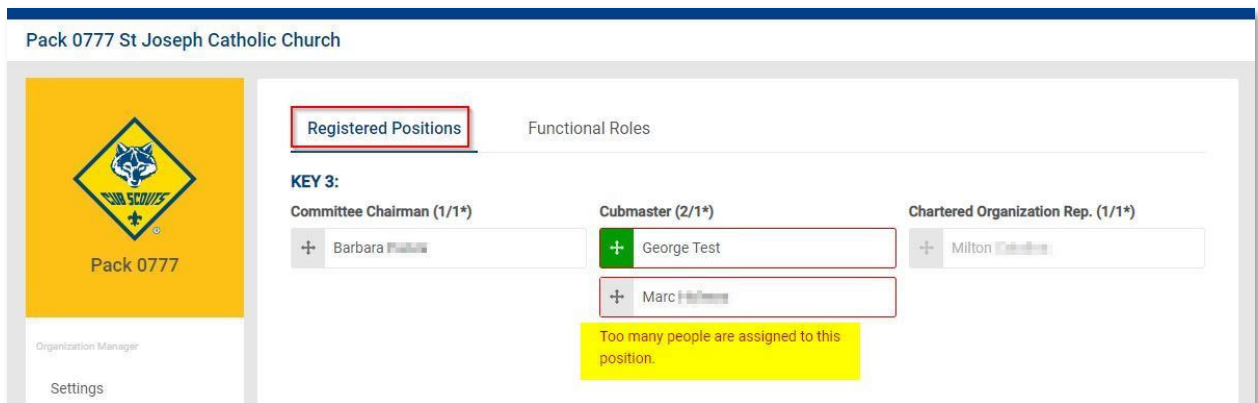 Pack 0777 St Joseph Catholic Church
CUB SCOUTS
®
Pack 0777
Organization Manager
Settings
Registered Positions
Functional Roles
KEY 3:
Committee Chairman (1/1*)
Barbara
Cubmaster (2/1*)
George Test
Marc
Too many people are assigned to this
position.
Chartered Organization Rep. (1/1*)
Milton